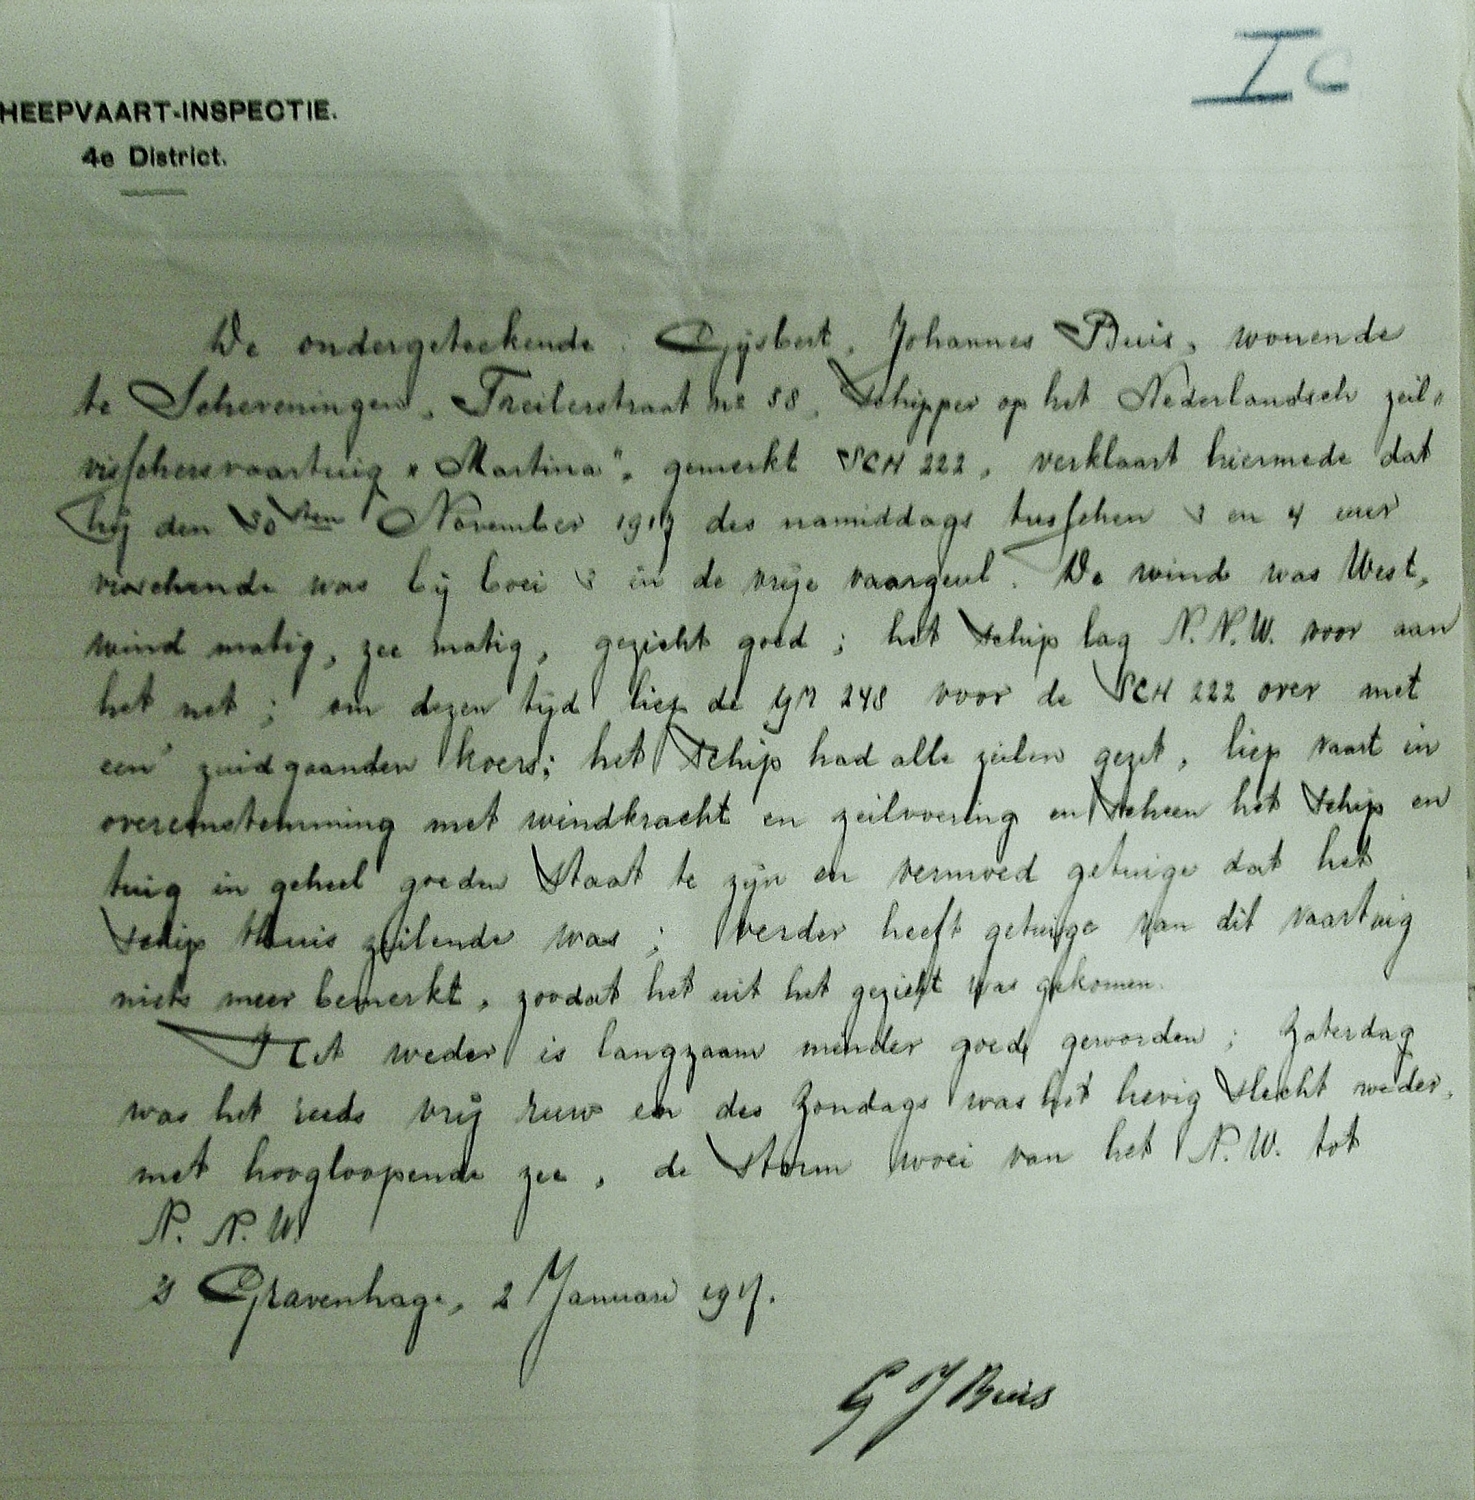 I C
HEEPVAART-INSPECTIE.
4e District.
De ondergeteekende Gijsbert, Johannes Buis, wonende
te Scheveningen, Treilerstraat no 58, schipper op het Nederlandsch zeil-
visschersvaartuig "Martina", gemerkt SCH 222, verklaart hiermede dat
hij den 30sten November 1917 des namiddags tusschen 3 en 4 uur
visschende was bij boei 3 in de vrije vaargeul. De wind was West,
wind matig, zee matig, gezicht goed; het schip lag N.N.W. voor aan
het net; om dezen tijd liep de YM 248 voor de SCH 222 over met
een zuidgaanden koers; het schip had alle zeilen gezet, liep vaart in
overeenstemming met windkracht en zeilvoering en scheen het schip en
tuig in geheel goeden staat te zijn en vermoed getuige dat het
schip thuis zeilende was; verder heeft getuige van dit vaartuig
niets meer bemerkt, zoodat het uit het gezicht was gekomen.
Het weder is langzaam minder goed geworden; Zaterdag
was het reeds vrij ruw en des Zondags was het hevig slecht weder,
met hoogloopende zee, de storm woei van het N.W. tot
N. N. W.
's Gravenhage, 2 Januari
G J Buis